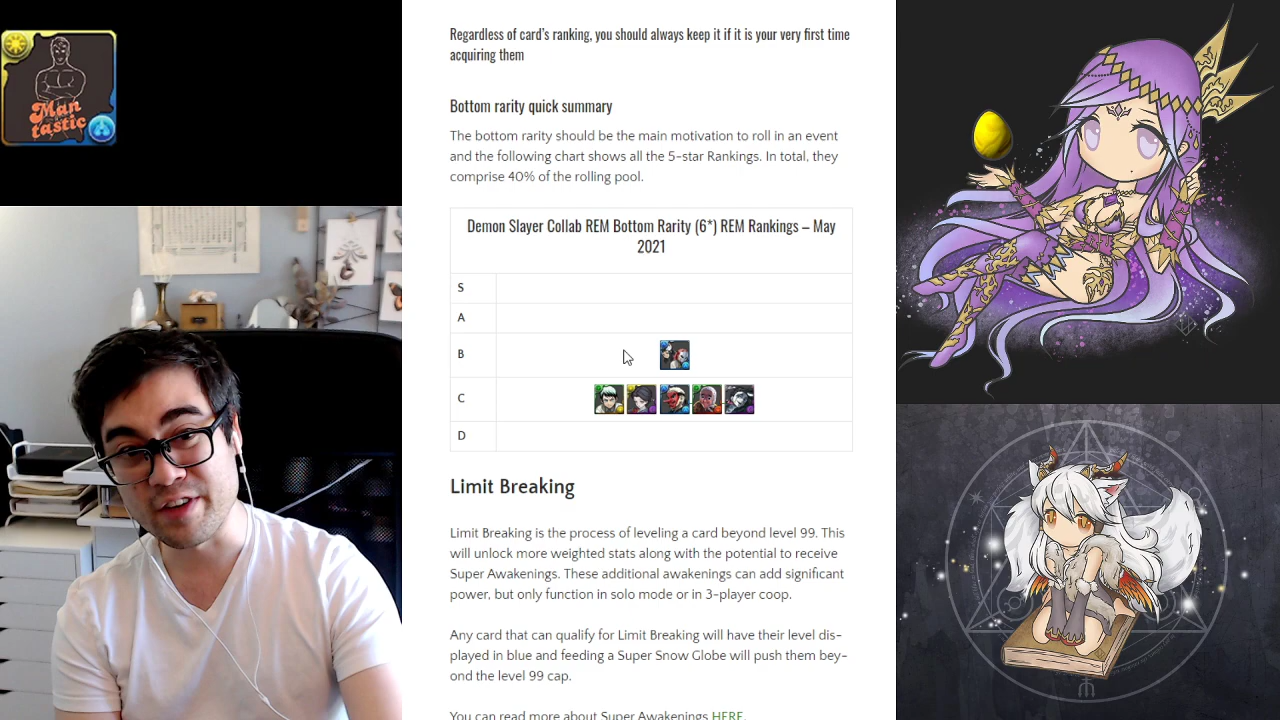 Man
tastic
Regardless of card's ranking, you should always keep it if it is your very first time
acquiring them
Bottom rarity quick summary
The bottom rarity should be the main motivation to roll in an event
and the following chart shows all the 5-star Rankings. In total, they
comprise 40% of the rolling pool.
Demon Slayer Collab REM Bottom Rarity (6*) REM Rankings – May
2021
S
A
B
C
D
Limit Breaking
Limit Breaking is the process of leveling a card beyond level 99. This
will unlock more weighted stats along with the potential to receive
Super Awakenings. These additional awakenings can add significant
power, but only function in solo mode or in 3-player coop.
Any card that can qualify for Limit Breaking will have their level dis-
played in blue and feeding a Super Snow Globe will push them bey-
ond the level 99 cap.
You can read more about Super Awakenings HERE.